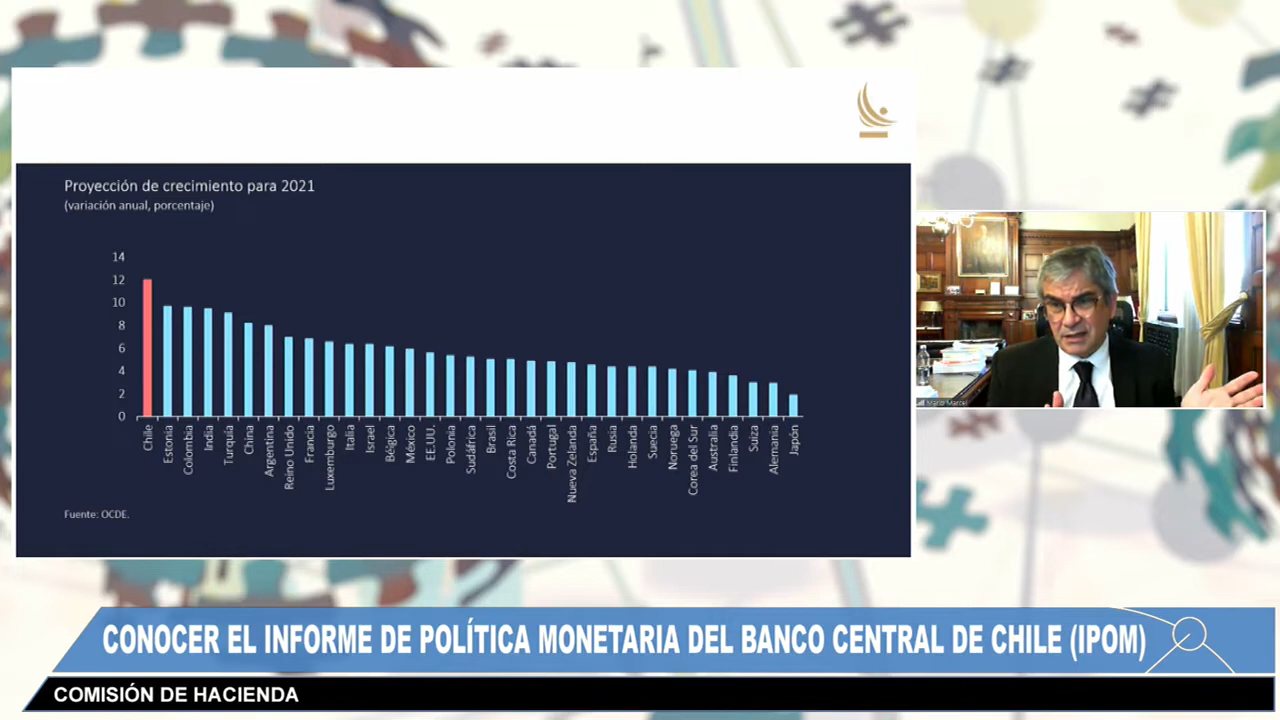 Proyección de crecimiento para 2021
(variación anual, porcentaje)
14
12
10
8
6
4
2
0
Chile
Estonia
Colombia
India
Turquía
China
Argentina
Reino Unido
Francia
Luxemburgo
Italia
Israel
Bégica
México
EE.UU.
Polonia
Sudáfrica
Brasil
Costa Rica
Canadá
Portugal
Nueva Zelanda
España
Rusia
Holanda
Suecia
Noruega
Corea del Sur
Australia
Finlandia
Suiza
Alemania
Japón
Fuente: OCDE.
Mario Marcel
CONOCER EL INFORME DE POLÍTICA MONETARIA DEL BANCO CENTRAL DE CHILE (IPOM)
COMISIÓN DE HACIENDA